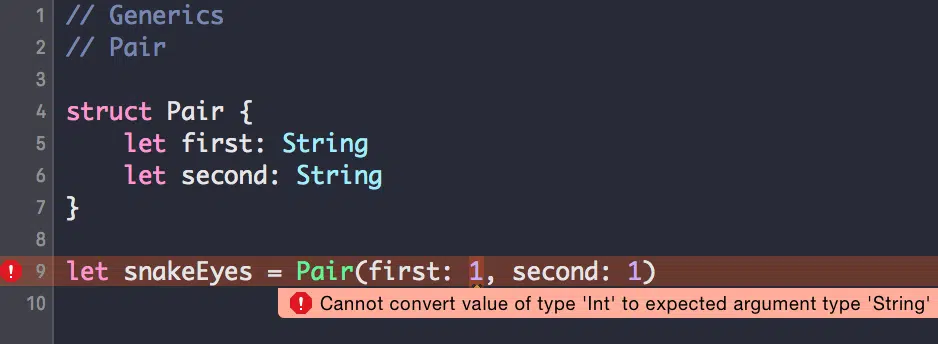 1 // Generics
2 // Pair
3
4 struct Pair {
5     let first: String
6     let second: String
7 }
8
9 let snakeEyes = Pair(first: 1, second: 1)
10 Cannot convert value of type 'Int' to expected argument type 'String'